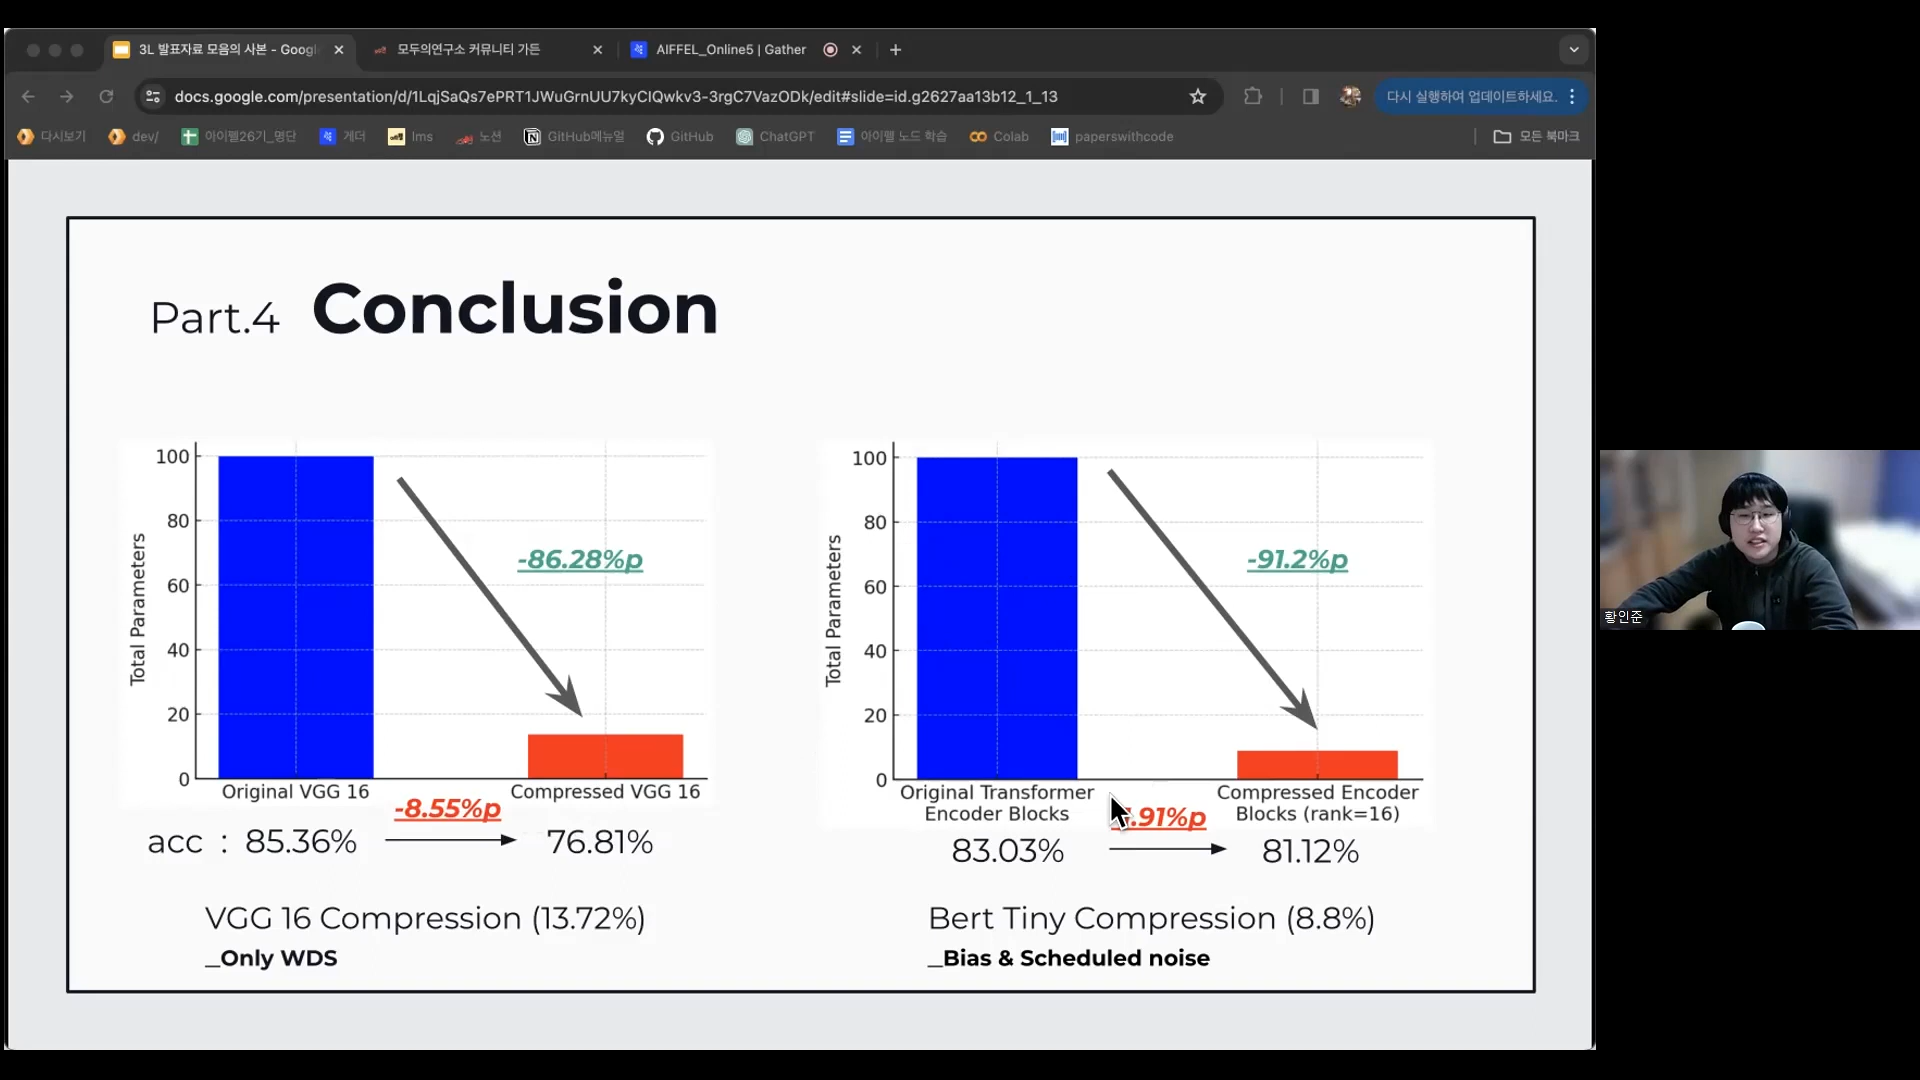 3L 발표자료 모음의 사본 - Googl
모두의연구소 커뮤니티 가든
AIFFEL_Online5 | Gather
docs.google.com/presentation/d/1LqjSaQs7ePRT1JWuGrnUU7kyCIQwkv3-3rgC7VazODk/edit#slide=id.g2627aa13b12_1_13
다시 실행하여 업데이트하세요.
다시보기
dev/
아이펠26기_명단
게더
lms
노션
GitHub메뉴얼
GitHub
ChatGPT
아이펠 노드 학습
Colab
paperswithcode
모든 북마크
Part.4 Conclusion
Total Parameters
100
80
60
40
20
0
-86.28%p
Original VGG 16
Compressed VGG 16
-8.55%p
acc : 85.36%
76.81%
VGG 16 Compression (13.72%)
_Only WDS
Total Parameters
100
80
60
40
20
0
-91.2%p
Original Transformer
Encoder Blocks
Compressed Encoder
Blocks (rank=16)
.91%p
83.03%
81.12%
Bert Tiny Compression (8.8%)
_Bias & Scheduled noise
황인준